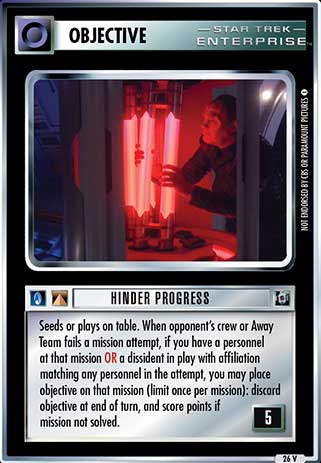 OBJECTIVE
STAR TREK
ENTERPRISE™
NOT ENDORSED BY CBS OR PARAMOUNT PICTURES
HINDER PROGRESS
Seeds or plays on table. When opponent's crew or Away
Team fails a mission attempt, if you have a personnel
at that mission OR a dissident in play with affiliation
matching any personnel in the attempt, you may place
objective on that mission (limit once per mission): discard
objective at end of turn, and score points if
mission not solved.
5
26 V